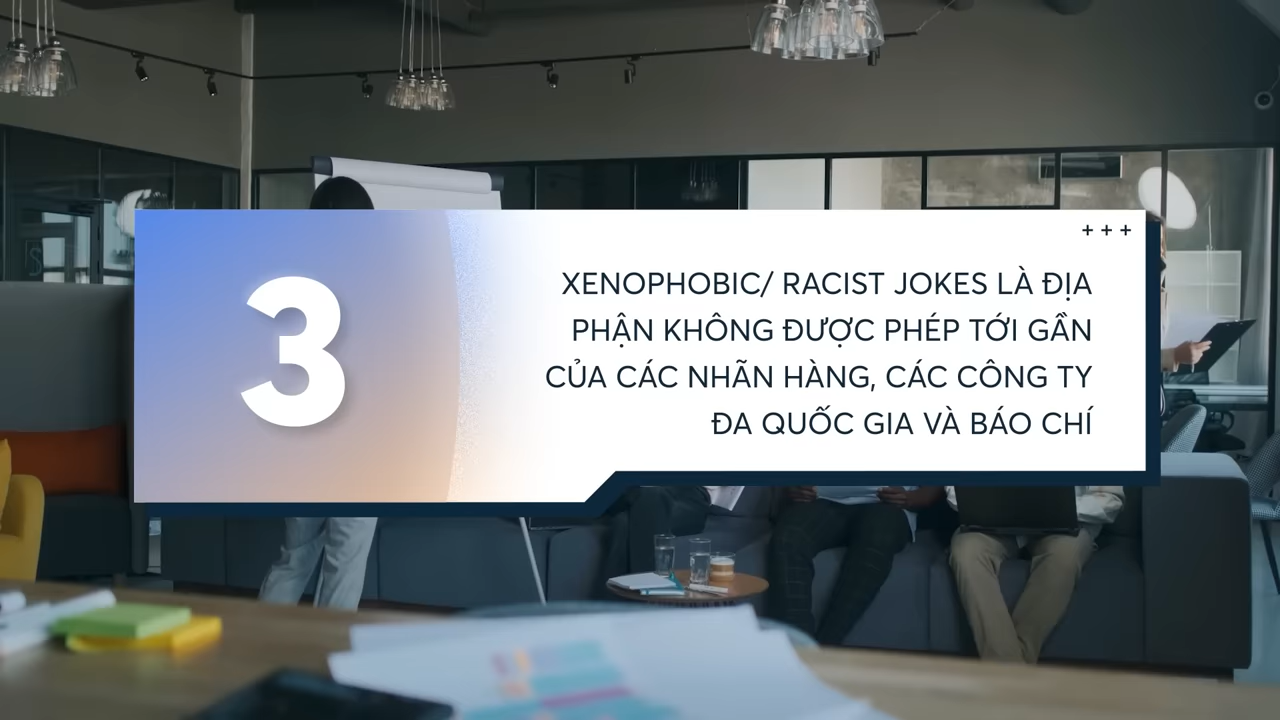 + + +
3
XENOPHOBIC/ RACIST JOKES LÀ ĐỊA
PHẬN KHÔNG ĐƯỢC PHÉP TỚI GẦN
CỦA CÁC NHÃN HÀNG, CÁC CÔNG TY
ĐA QUỐC GIA VÀ BÁO CHÍ